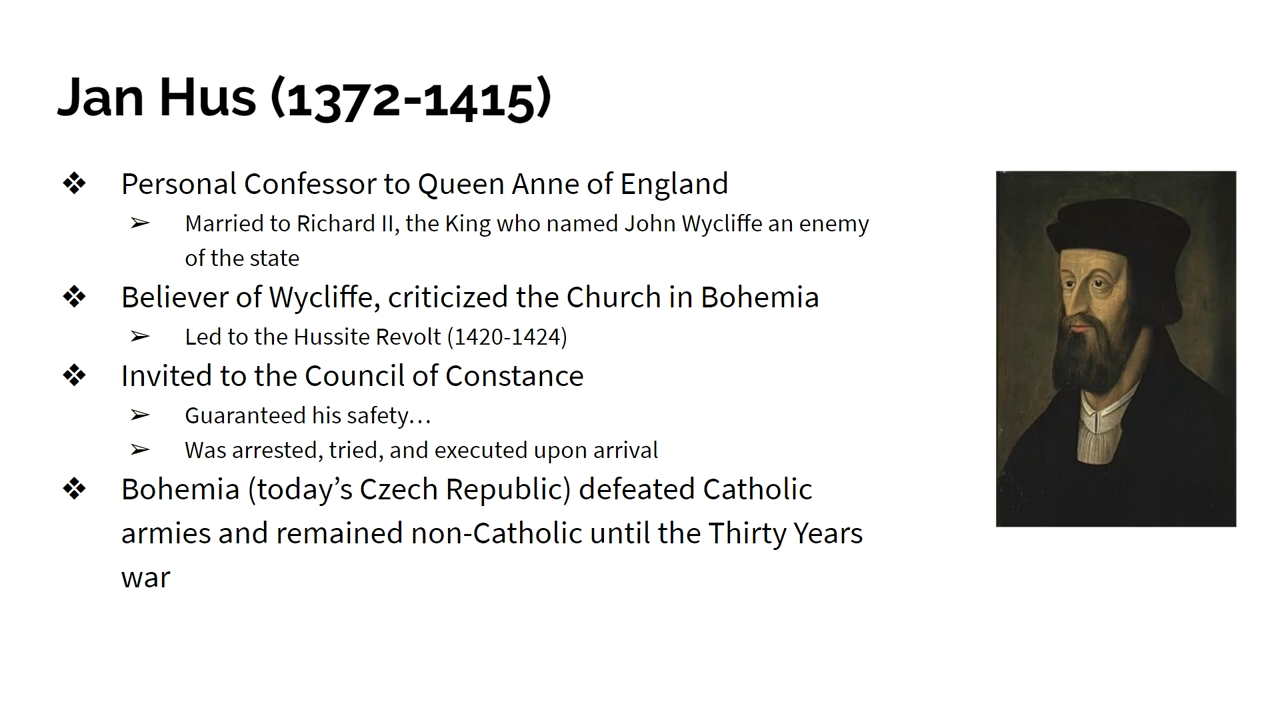 Jan Hus (1372-1415)
❖ Personal Confessor to Queen Anne of England
➢ Married to Richard II, the King who named John Wycliffe an enemy
of the state
❖ Believer of Wycliffe, criticized the Church in Bohemia
➢ Led to the Hussite Revolt (1420-1424)
❖ Invited to the Council of Constance
➢ Guaranteed his safety…
➢ Was arrested, tried, and executed upon arrival
❖ Bohemia (today’s Czech Republic) defeated Catholic
armies and remained non-Catholic until the Thirty Years
war